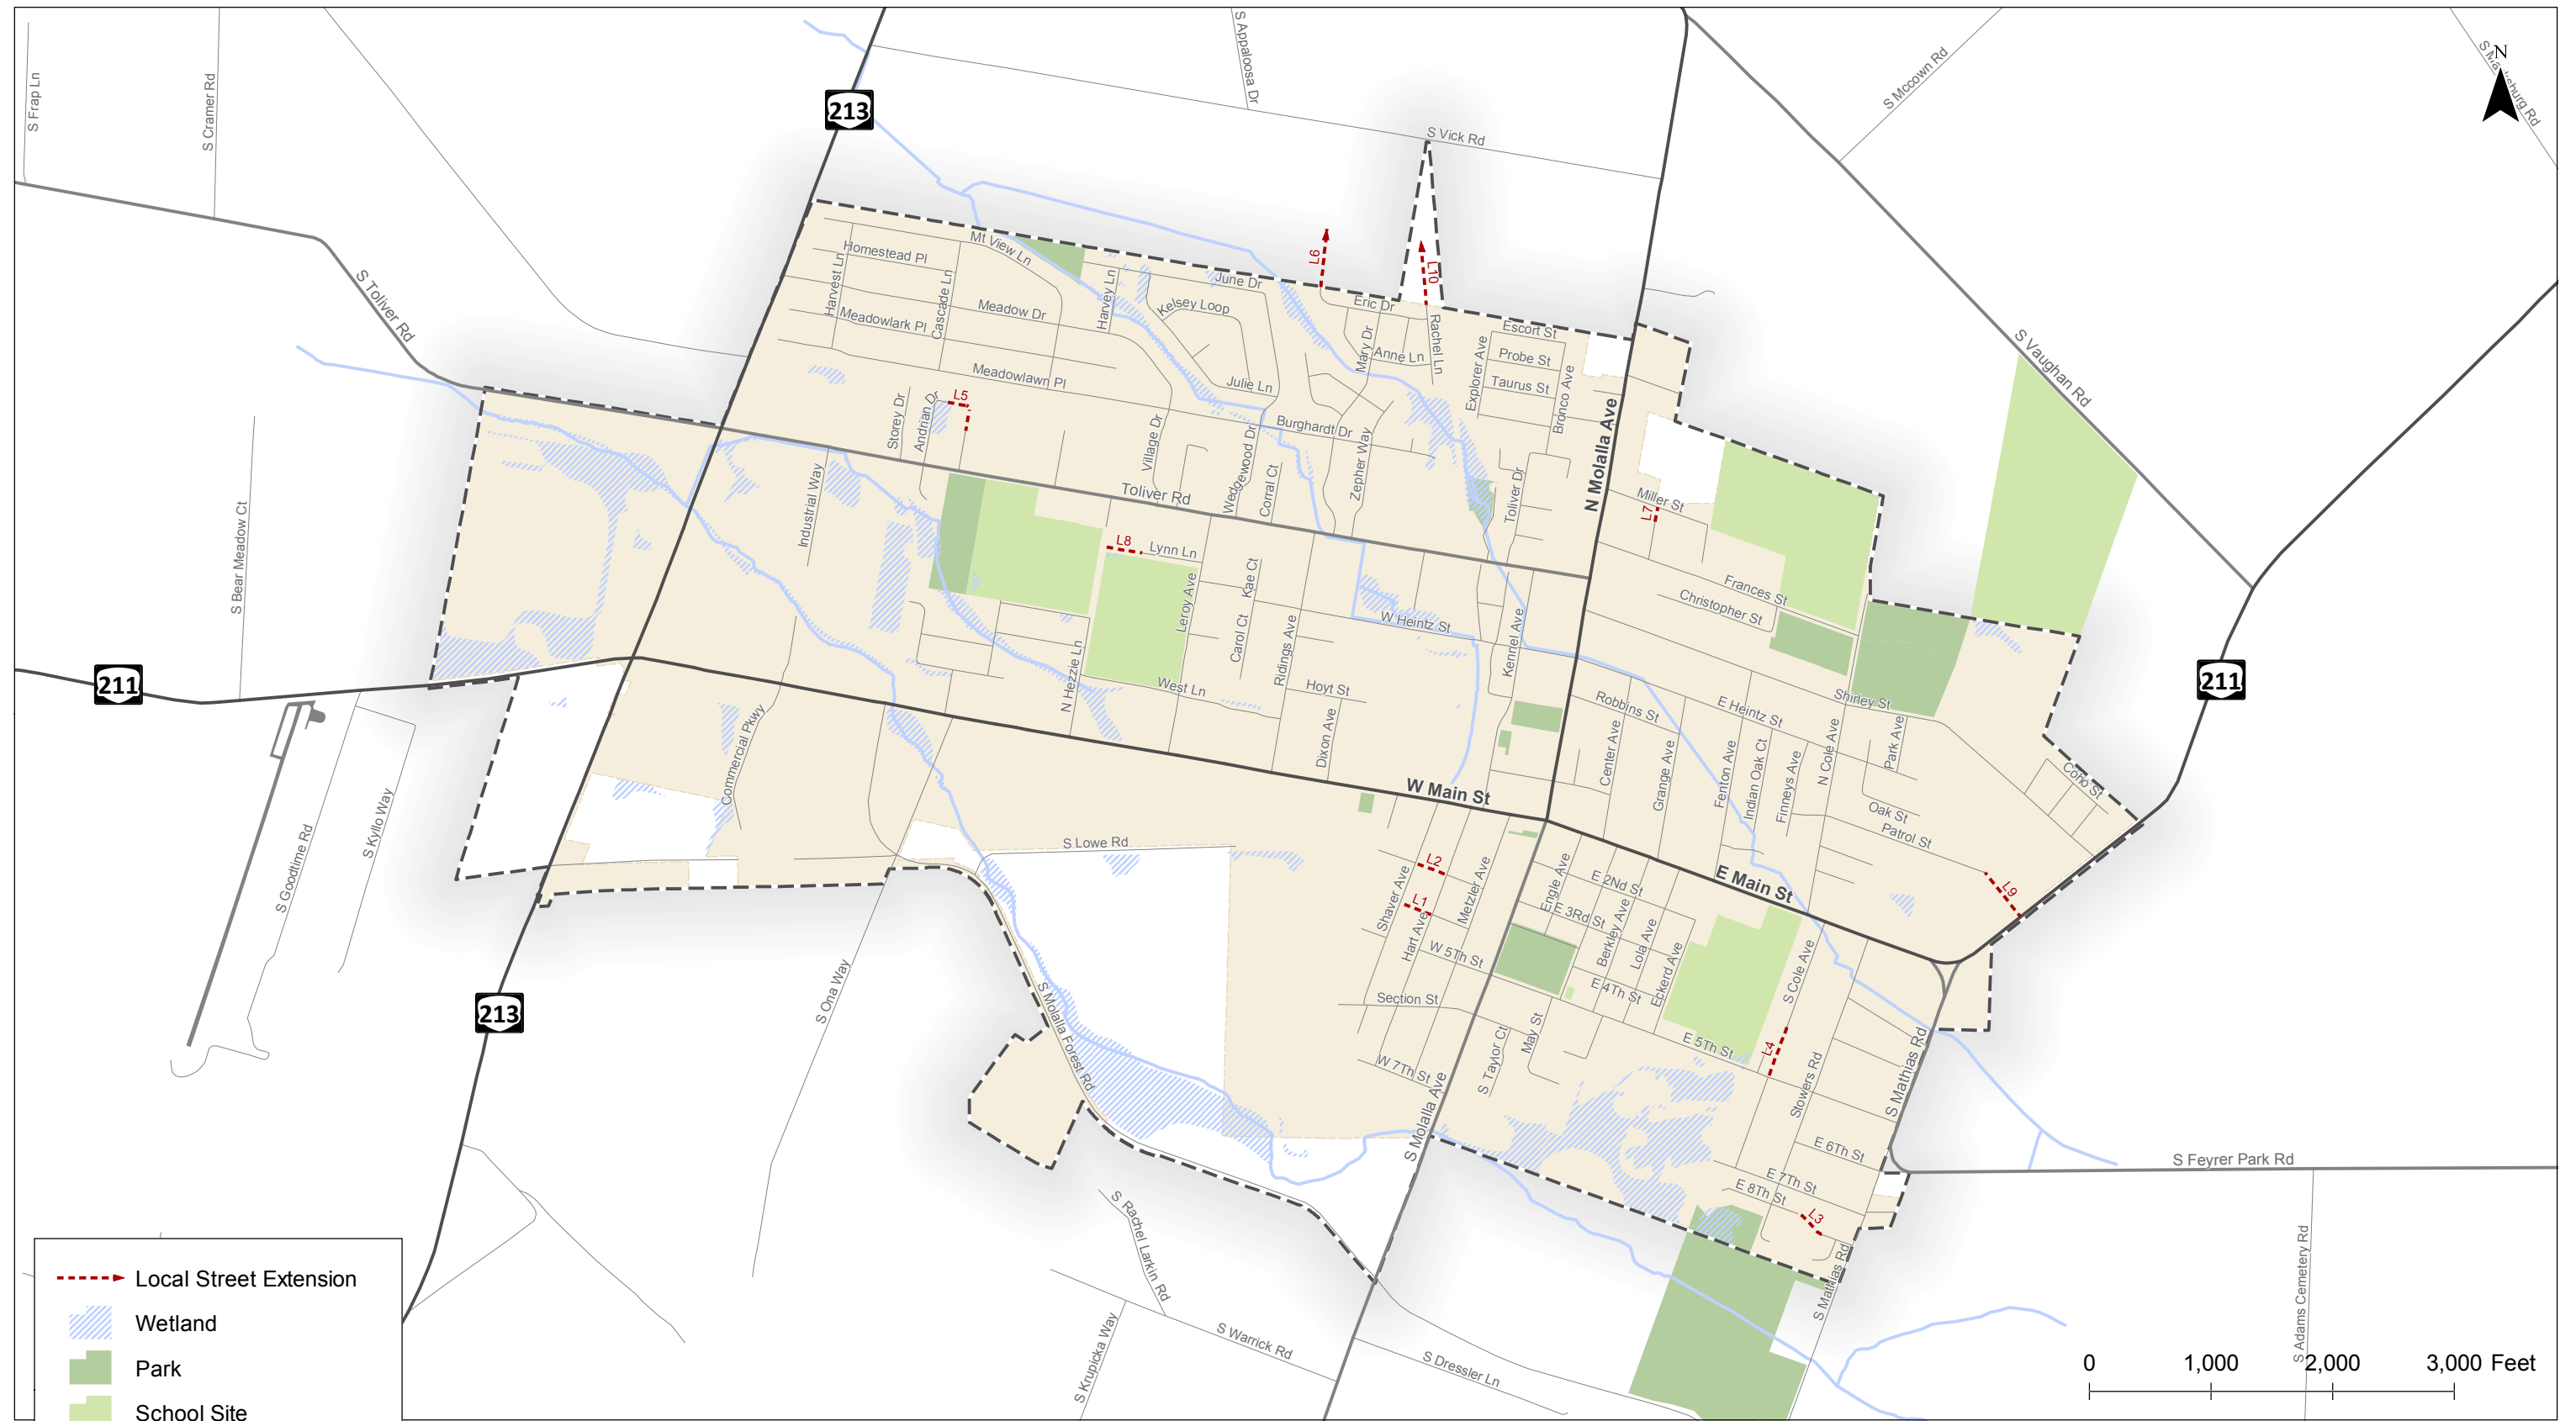 S Frap Ln
S Cramer Rd
213
S Appaloosa Dr
S Mccown Rd
N
S Vick Rd
S Toliver Rd
S Vaughan Rd
Mt View Ln
Homestead Pl
Harvest Ln
Cascade Ln
Harvey Ln
June Dr
Kelsey Loop
L6
L10
Eric Dr
Meadow Dr
Meadowlark Pl
Meadowlawn Pl
Julie Ln
Mary Dr
Anne Ln
Rachel Ln
Escort St
Probe St
Taurus St
Explorer Ave
Bronco Ave
Storey Dr
Andrian Dr
L5
Village Dr
Burghardt Dr
Wedgewood Dr
Corral Ct
Zepher Way
Toliver Dr
N Molalla Ave
Toliver Rd
Industrial Way
Miller St
L7
L8
Lynn Ln
Leroy Ave
Kae Ct
Carol Ct
Ridings Ave
W Heintz St
Kennel Ave
Frances St
Christopher St
S Bear Meadow Ct
211
211
N Hezzie Ln
West Ln
Hoyt St
Dixon Ave
Robbins St
E Heintz St
Shirley St
Center Ave
Grange Ave
Fenton Ave
Indian Oak Ct
Finneys Ave
N Cole Ave
Park Ave
Coho St
Oak St
Patrol St
Commercial Pkwy
W Main St
S Kyllo Way
S Goodtime Rd
S Lowe Rd
L2
L1
Shaver Ave
Hart Ave
Metzler Ave
Engle Ave
E 2Nd St
E 3Rd St
E 4Th St
Berkley Ave
Lola Ave
Eckerd Ave
E Main St
L9
W 5Th St
Section St
S Cole Ave
E 5Th St
L4
Stowers Rd
S Mathias Rd
213
S Ona Way
S Molalla Forest Rd
W 7Th St
S Taylor Ct
May St
S Molalla Ave
E 6Th St
E 7Th St
E 8Th St
L3
S Mathias Rd
S Feyrer Park Rd
S Adams Cemetery Rd
S Rachel Larkin Rd
S Krupicka Way
S Warrick Rd
S Dressler Ln
Local Street Extension
Wetland
Park
School Site
0 1,000 2,000 3,000 Feet